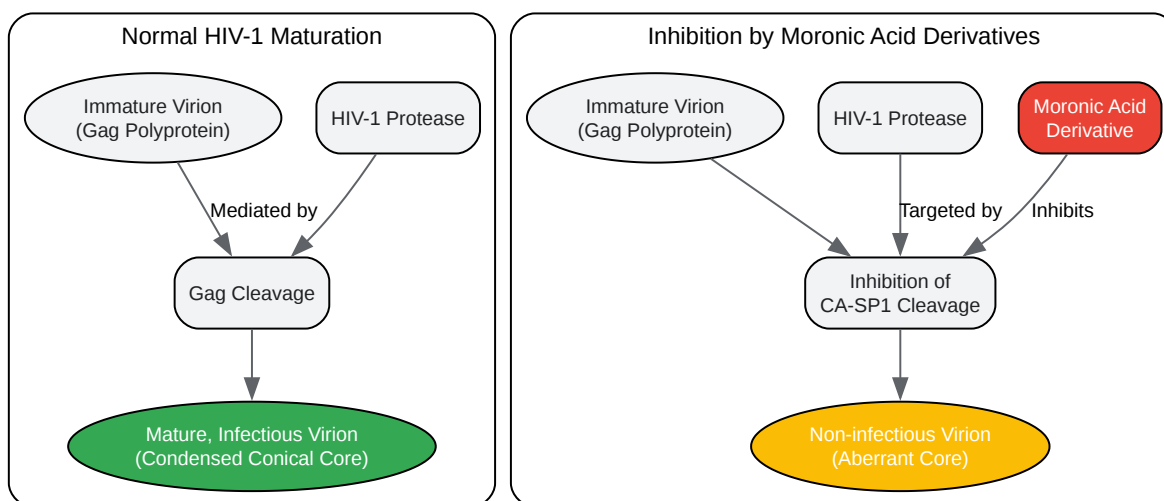 Normal HIV-1 Maturation
Immature Virion
(Gag Polyprotein)
HIV-1 Protease
Mediated by
Gag Cleavage
Mature, Infectious Virion
(Condensed Conical Core)
Inhibition by Moronic Acid Derivatives
Immature Virion
(Gag Polyprotein)
HIV-1 Protease
Moronic Acid
Derivative
Targeted by
Inhibits
Inhibition of
CA-SP1 Cleavage
Non-infectious Virion
(Aberrant Core)